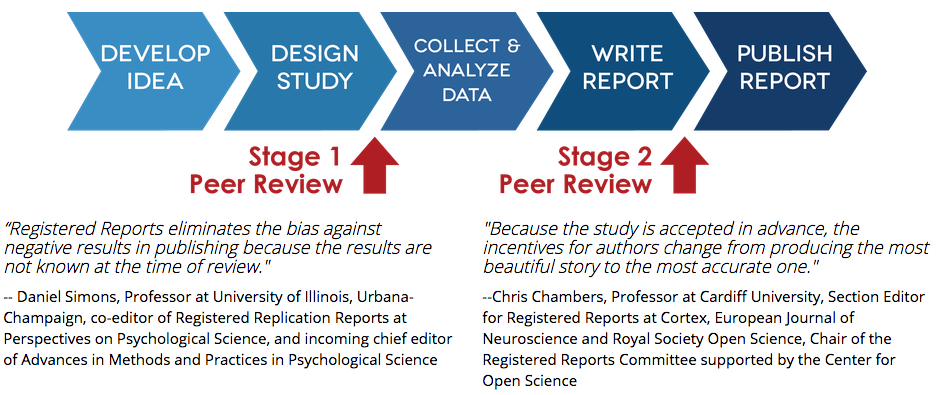 DEVELOP
IDEA
DESIGN
STUDY
COLLECT &
ANALYZE
DATA
WRITE
REPORT
PUBLISH
REPORT
Stage 1
Peer Review
Stage 2
Peer Review
“Registered Reports eliminates the bias against
negative results in publishing because the results are
not known at the time of review."
-- Daniel Simons, Professor at University of Illinois, Urbana-
Champaign, co-editor of Registered Replication Reports at
Perspectives on Psychological Science, and incoming chief editor
of Advances in Methods and Practices in Psychological Science
"Because the study is accepted in advance, the
incentives for authors change from producing the most
beautiful story to the most accurate one."
--Chris Chambers, Professor at Cardiff University, Section Editor
for Registered Reports at Cortex, European Journal of
Neuroscience and Royal Society Open Science, Chair of the
Registered Reports Committee supported by the Center for
Open Science